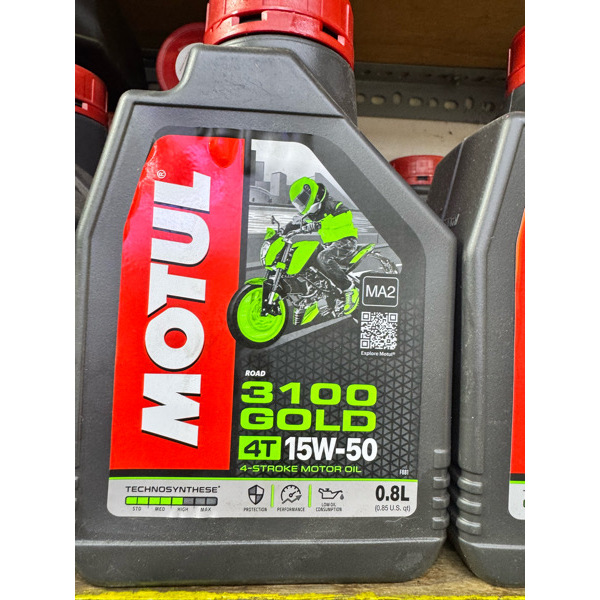 MOTUL®
MA2
Explore Motul®
ROAD
3100
GOLD
4T 15W-50
4-STROKE MOTOR OIL
F801
TECHNOSYNTHESE®
STD MED HIGH MAX
PROTECTION
PERFORMANCE
LOW OIL
CONSUMPTION
0.8L
(0.85 U.S. qt)